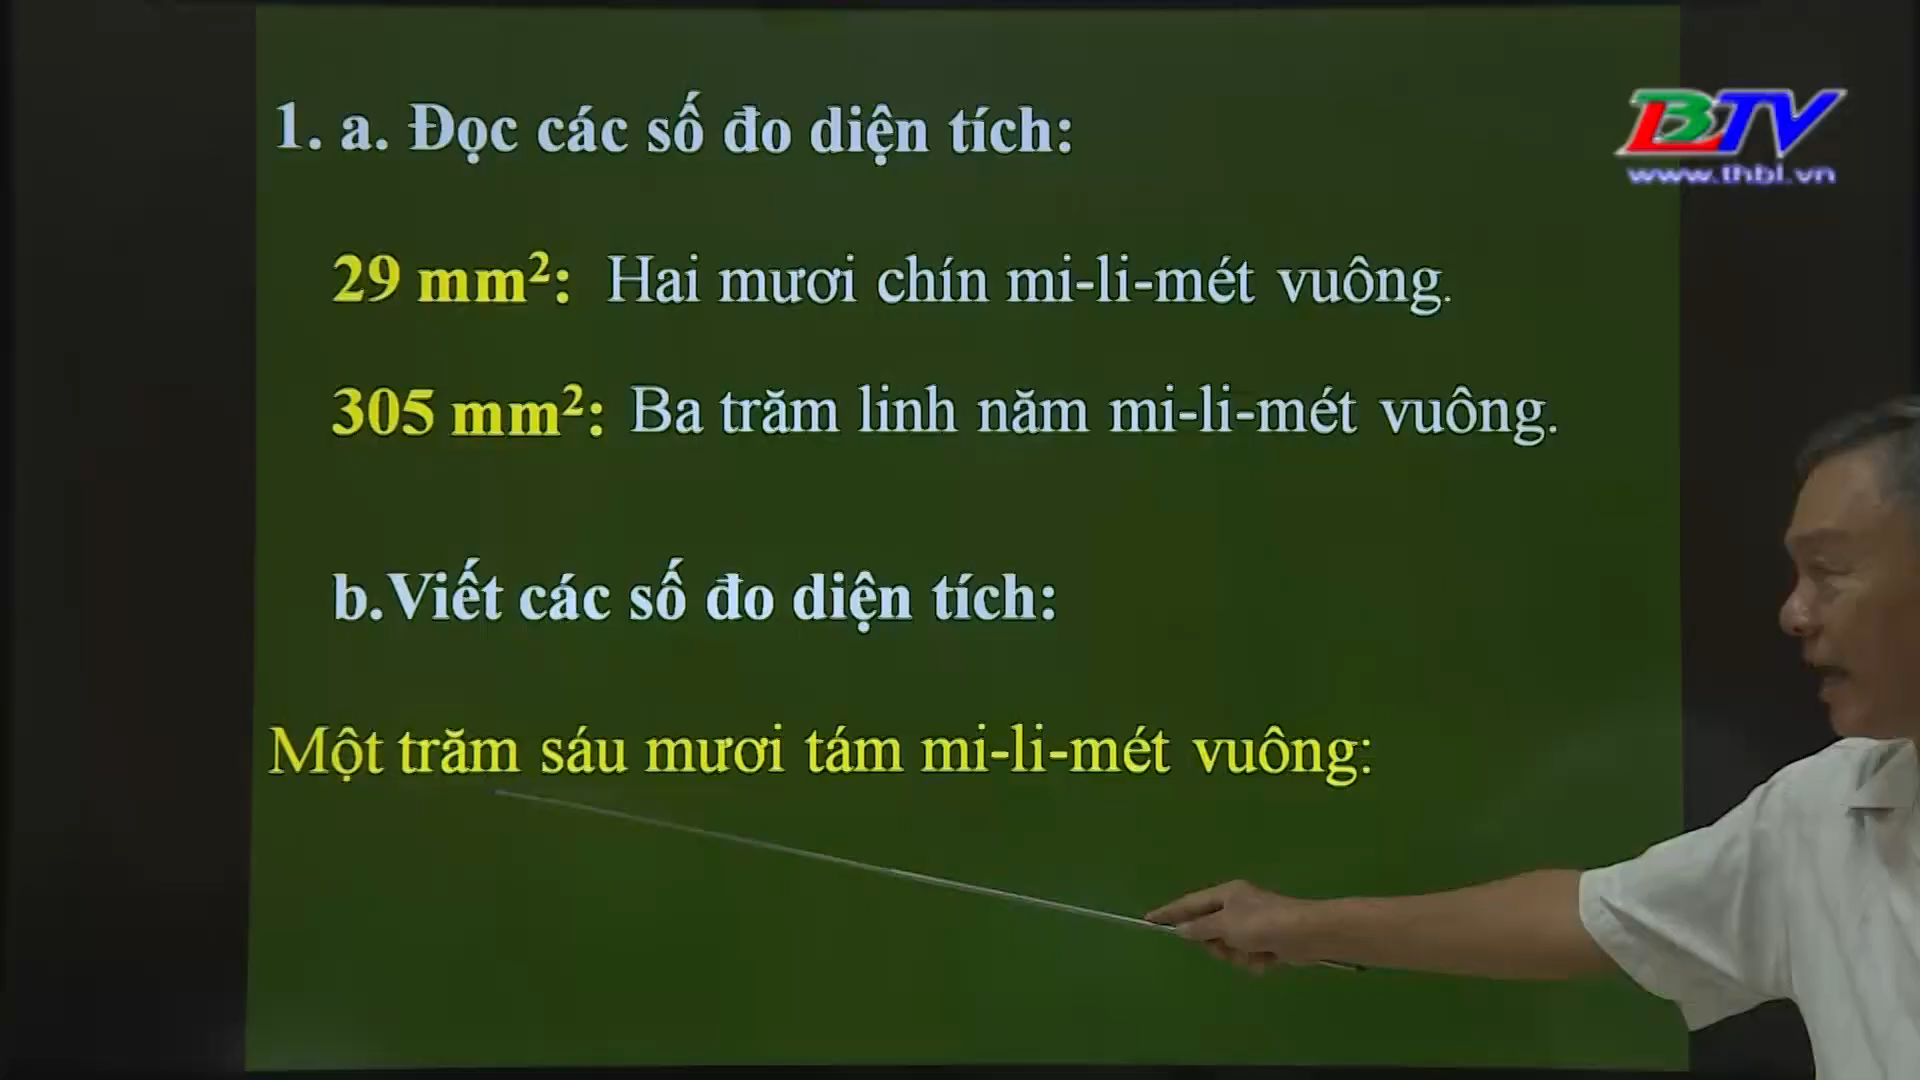 1. a. Đọc các số đo diện tích:
BTV
www.thbl.vn
29 mm²: Hai mươi chín mi-li-mét vuông.
305 mm²: Ba trăm linh năm mi-li-mét vuông.
b.Viết các số đo diện tích:
Một trăm sáu mươi tám mi-li-mét vuông: